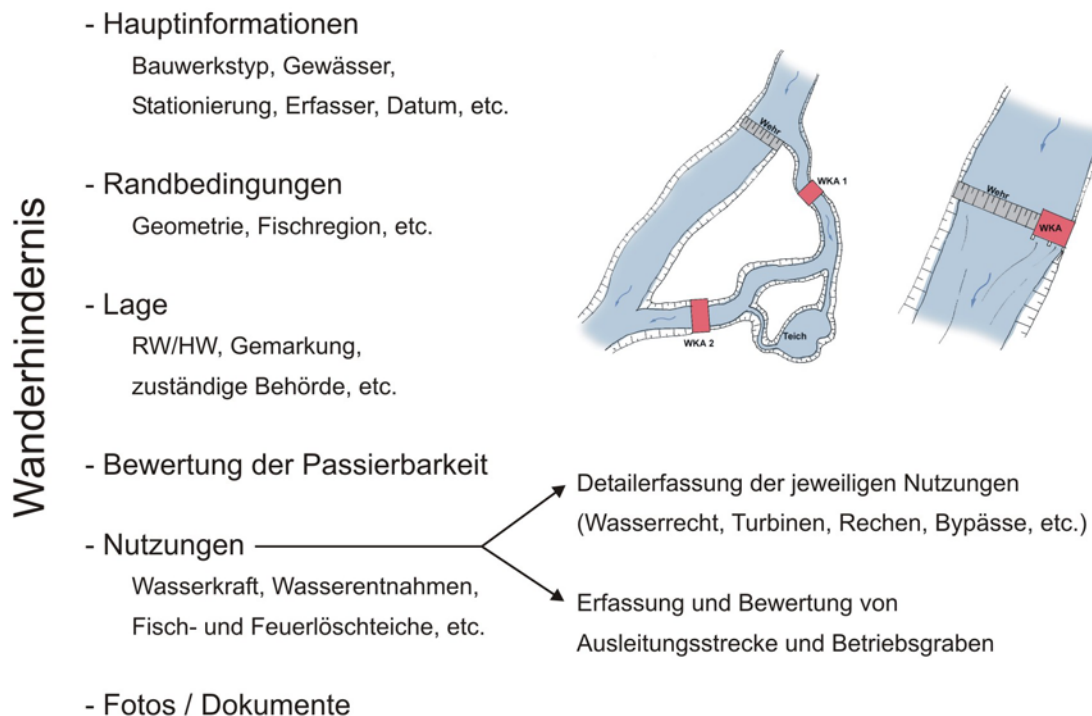 Wanderhindernis
- Hauptinformationen
Bauwerkstyp, Gewässer,
Stationierung, Erfasser, Datum, etc.
- Randbedingungen
Geometrie, Fischregion, etc.
- Lage
RW/HW, Gemarkung,
zuständige Behörde, etc.
- Bewertung der Passierbarkeit
- Nutzungen
Wasserkraft, Wasserentnahmen,
Fisch- und Feuerlöschteiche, etc.
- Fotos / Dokumente
Wehr
WKA 1
WKA 2
Teich
Wehr
WKA
Detailerfassung der jeweiligen Nutzungen
(Wasserrecht, Turbinen, Rechen, Bypässe, etc.)
Erfassung und Bewertung von
Ausleitungsstrecke und Betriebsgraben